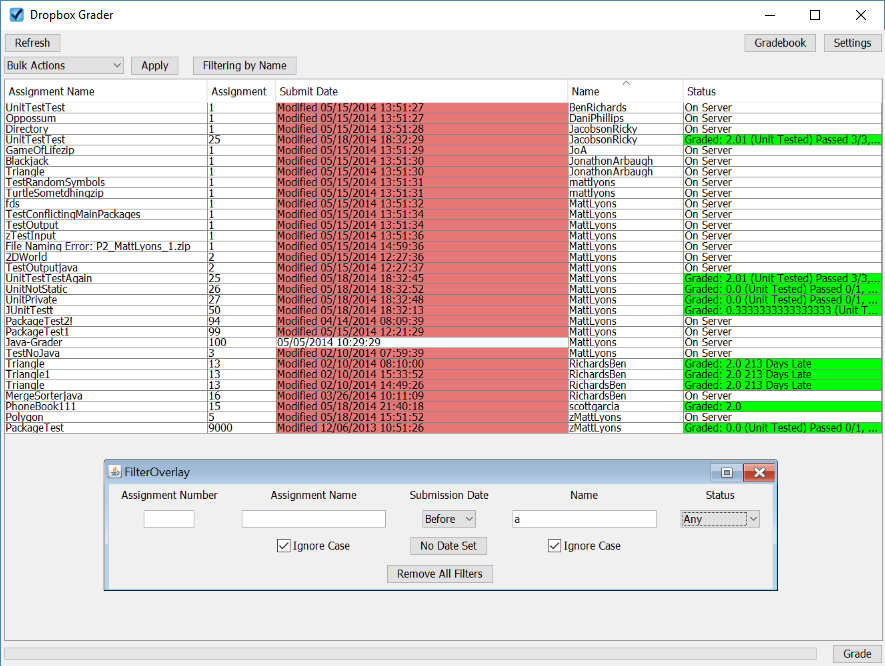 Dropbox Grader
Refresh Gradebook Settings
Bulk Actions Apply Filtering by Name
Assignment Name Assignment Submit Date Name Status
UnitTestTest 1 Modified 05/15/2014 13:51:27 BenRichards On Server
Oppossum 1 Modified 05/15/2014 13:51:27 DaniPhillips On Server
Directory 1 Modified 05/15/2014 13:51:28 JacobsonRicky On Server
UnitTestTest 25 Modified 05/18/2014 18:32:29 JacobsonRicky Graded: 2.01 (Unit Tested) Passed 3/3,...
GameOfLifezip 1 Modified 05/15/2014 13:51:29 JoA On Server
Blackjack 1 Modified 05/15/2014 13:51:30 JonathonArbaugh On Server
Triangle 1 Modified 05/15/2014 13:51:30 JonathonArbaugh On Server
TestRandomSymbols 1 Modified 05/15/2014 13:51:31 mattlyons On Server
TurtleSometdhingzip 1 Modified 05/15/2014 13:51:31 mattlyons On Server
fds 1 Modified 05/15/2014 13:51:32 MattLyons On Server
TestConflictingMainPackages 1 Modified 05/15/2014 13:51:34 MattLyons On Server
TestOutput 1 Modified 05/15/2014 13:51:34 MattLyons On Server
zTestInput 1 Modified 05/15/2014 13:51:36 MattLyons On Server
File Naming Error: P2_MattLyons_1.zip 1 Modified 05/15/2014 14:59:36 MattLyons On Server
2DWorld 2 Modified 05/15/2014 12:27:36 MattLyons On Server
TestOutputJava 2 Modified 05/15/2014 12:27:37 MattLyons On Server
UnitTestTestAgain 25 Modified 05/18/2014 18:32:45 MattLyons Graded: 2.01 (Unit Tested) Passed 3/3,...
UnitNotStatic 26 Modified 05/18/2014 18:32:52 MattLyons Graded: 0.0 (Unit Tested) Passed 0/1, ...
UnitPrivate 27 Modified 05/18/2014 18:32:48 MattLyons Graded: 0.0 (Unit Tested) Passed 0/1, ...
JUnitTestt 50 Modified 05/18/2014 18:32:13 MattLyons Graded: 0.3333333333333333 (Unit T...
PackageTest2! 94 Modified 04/14/2014 08:09:39 MattLyons On Server
PackageTest1 99 Modified 05/15/2014 12:21:29 MattLyons On Server
Java-Grader 100 05/05/2014 10:29:29 MattLyons On Server
TestNoJava 3 Modified 02/10/2014 07:59:39 MattLyons On Server
Triangle 13 Modified 02/10/2014 08:10:00 RichardsBen Graded: 2.0 213 Days Late
Triangle1 13 Modified 02/10/2014 15:33:52 RichardsBen Graded: 2.0 213 Days Late
Triangle 13 Modified 02/10/2014 14:49:26 RichardsBen Graded: 2.0 213 Days Late
MergeSorterJava 16 Modified 03/26/2014 10:11:09 RichardsBen On Server
PhoneBook111 15 Modified 05/18/2014 21:40:18 scottgarcia Graded: 2.0
Polygon 5 Modified 05/18/2014 15:51:52 zMattLyons On Server
PackageTest 9000 Modified 12/06/2013 10:51:26 zMattLyons Graded: 0.0 (Unit Tested) Passed 0/1, ...
FilterOverlay
Assignment Number Assignment Name Submission Date Name Status
Before a Any
Ignore Case No Date Set Ignore Case
Remove All Filters
Grade